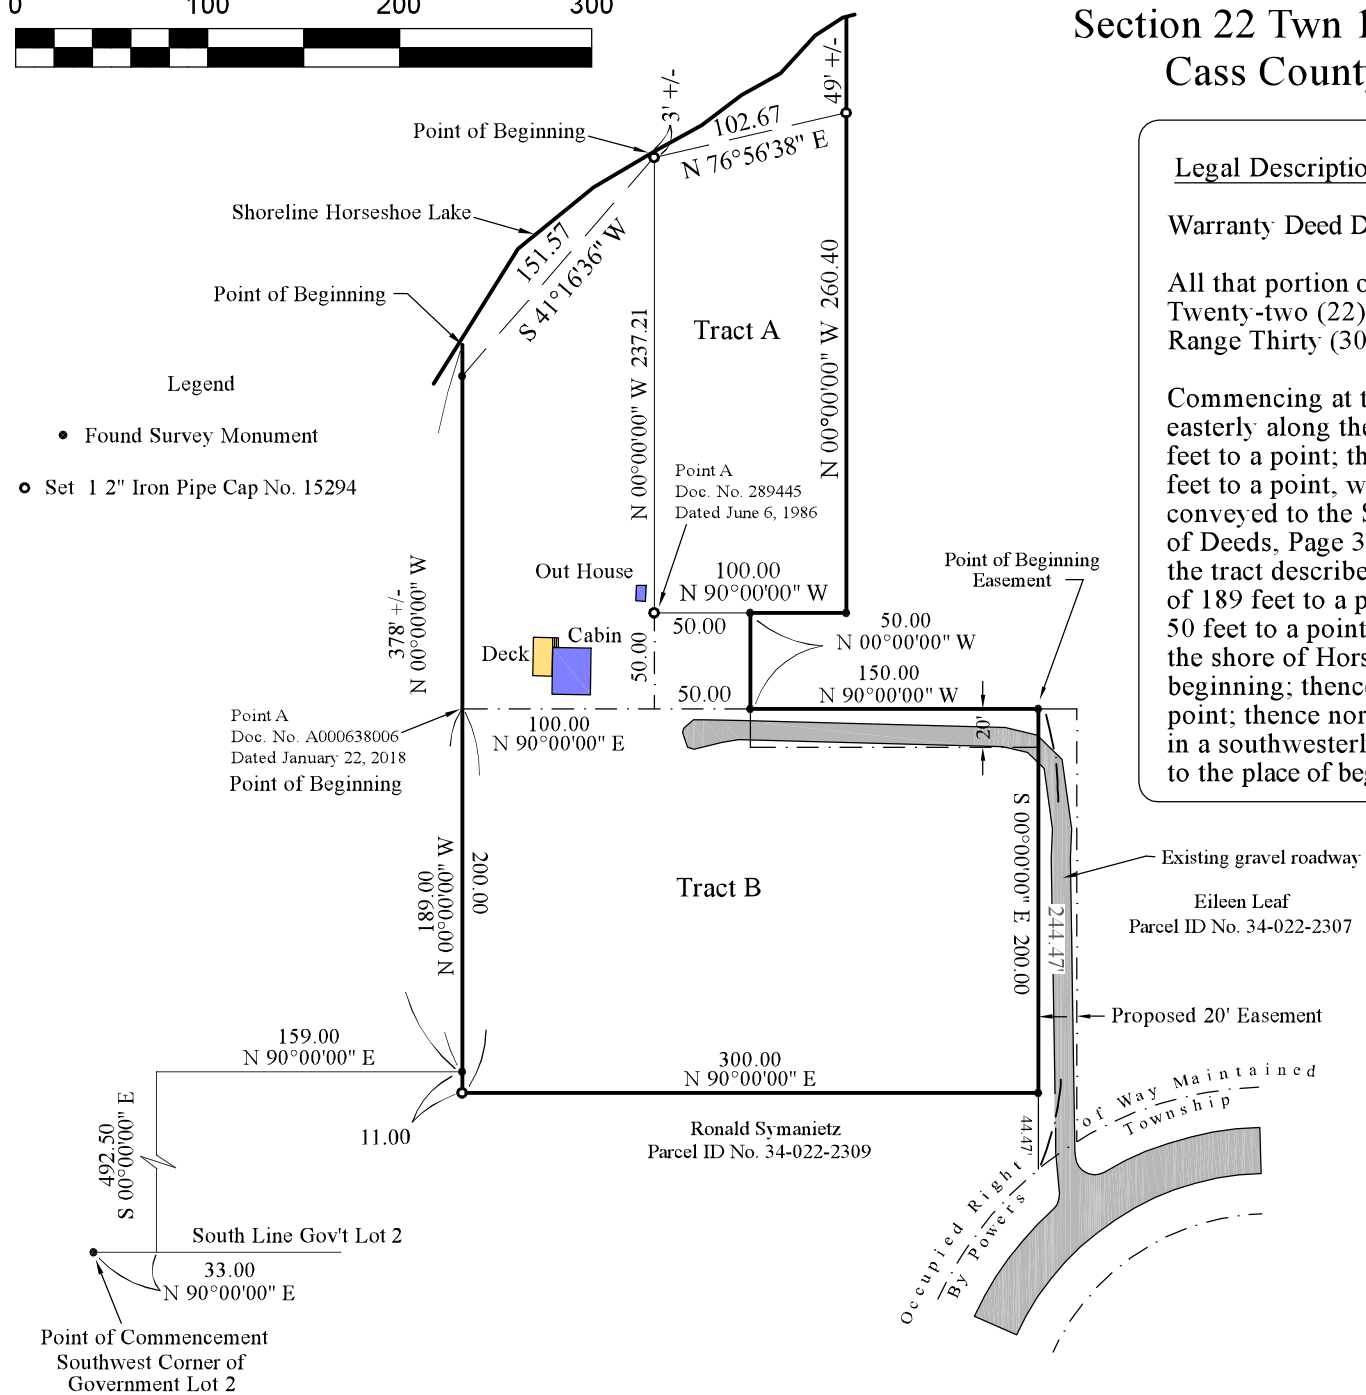 0 100 200 300
Section 22 Twn 1
Cass County
Legal Descriptio
Warranty Deed D
All that portion o
Twenty-two (22)
Range Thirty (30
Commencing at t
easterly along the
feet to a point; th
feet to a point, w
conveyed to the S
of Deeds, Page 3
the tract describe
of 189 feet to a p
50 feet to a point
the shore of Hors
beginning; thence
point; thence nor
in a southwesterl
to the place of beg
49' +/-
3' +/-
102.67
N 76°56'38" E
Point of Beginning
Shoreline Horseshoe Lake
151.57
S 41°16'36" W
Point of Beginning
Legend
Found Survey Monument
Set 1 2" Iron Pipe Cap No. 15294
N 00°00'00" W 237.21
Tract A
N 00°00'00" W 260.40
Point A
Doc. No. 289445
Dated June 6, 1986
Out House
100.00
N 90°00'00" W
Point of Beginning
Easement
50.00
50.00
N 00°00'00" W
378' +/-
N 00°00'00" W
Deck
Cabin
50.00
150.00
N 90°00'00" W
50.00
100.00
N 90°00'00" E
20'
Point A
Doc. No. A000638006
Dated January 22, 2018
Point of Beginning
189.00
N 00°00'00" W
200.00
Tract B
S 00°00'00" E 200.00
244.47'
Existing gravel roadway
Eileen Leaf
Parcel ID No. 34-022-2307
Proposed 20' Easement
159.00
N 90°00'00" E
300.00
N 90°00'00" E
11.00
492.50
S 00°00'00" E
Ronald Symanietz
Parcel ID No. 34-022-2309
44.47'
Occupied Right
of Way Maintained
By Powers
Township
South Line Gov't Lot 2
33.00
N 90°00'00" E
Point of Commencement
Southwest Corner of
Government Lot 2